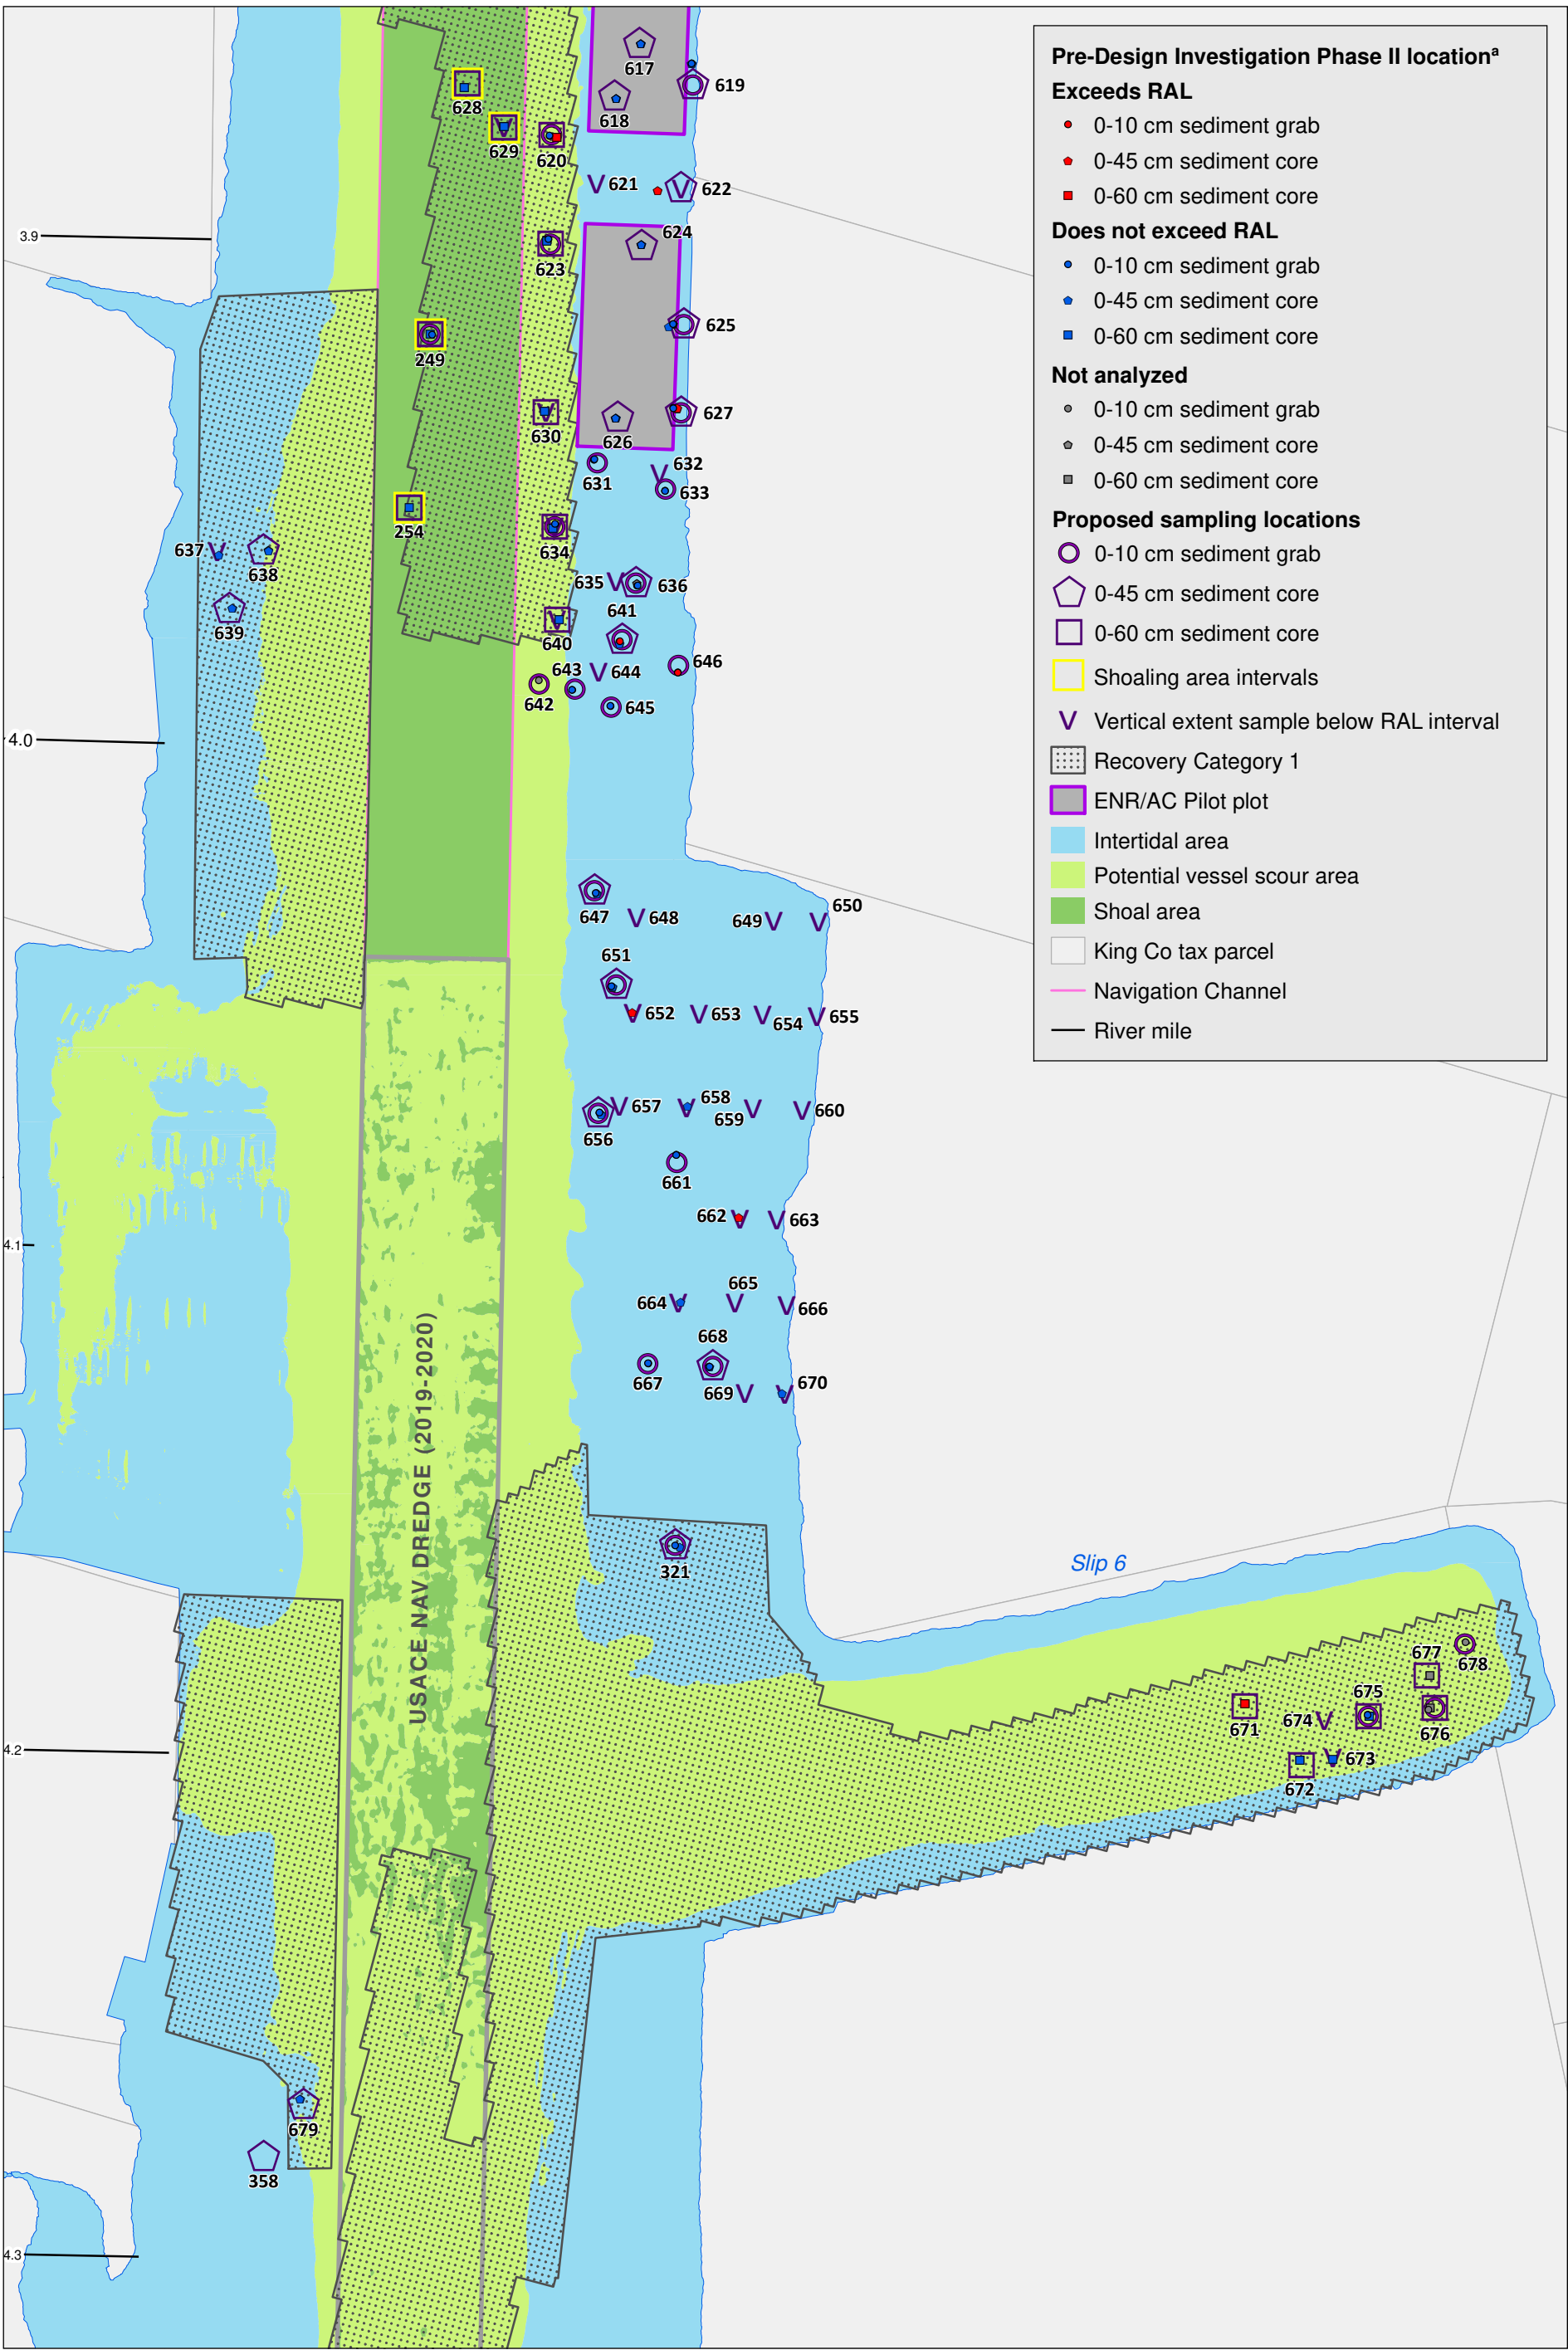 Pre-Design Investigation Phase II locationª
Exceeds RAL
0-10 cm sediment grab
0-45 cm sediment core
0-60 cm sediment core
Does not exceed RAL
0-10 cm sediment grab
0-45 cm sediment core
0-60 cm sediment core
Not analyzed
0-10 cm sediment grab
0-45 cm sediment core
0-60 cm sediment core
Proposed sampling locations
0-10 cm sediment grab
0-45 cm sediment core
0-60 cm sediment core
Shoaling area intervals
V Vertical extent sample below RAL interval
Recovery Category 1
ENR/AC Pilot plot
Intertidal area
Potential vessel scour area
Shoal area
King Co tax parcel
Navigation Channel
River mile
617
628
619
618
629
620
V 621
V 622
3.9
624
623
625
249
627
630
626
632
631
633
254
634
637
638
635
636
639
641
640
646
643
644
642
645
4.0
647
648
649
650
651
652
653
654
655
656
657
658
659
660
661
662
663
4.1
664
665
666
668
667
669
670
USACE NAV DREDGE (2019-2020)
321
Slip 6
677
678
671
674
675
676
673
672
4.2
679
358
4.3